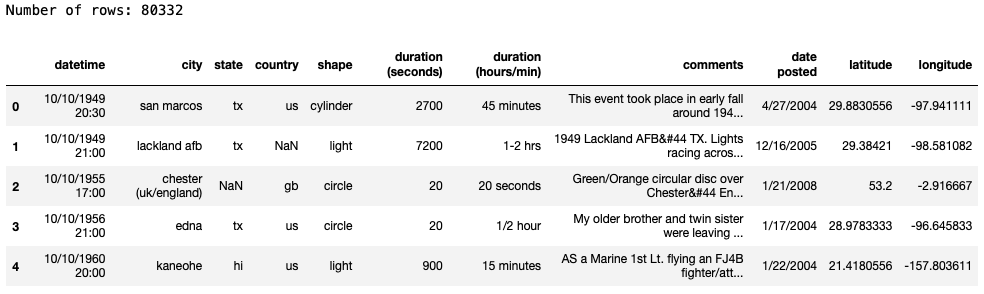 Number of rows: 80332
datetime city state country shape duration (seconds) duration (hours/min) comments date posted latitude longitude
0 10/10/1949 20:30 san marcos tx us cylinder 2700 45 minutes This event took place in early fall around 194... 4/27/2004 29.8830556 -97.941111
1 10/10/1949 21:00 lackland afb tx NaN light 7200 1-2 hrs 1949 Lackland AFB&#44 TX. Lights racing acros... 12/16/2005 29.38421 -98.581082
2 10/10/1955 17:00 chester (uk/england) NaN gb circle 20 20 seconds Green/Orange circular disc over Chester&#44 En... 1/21/2008 53.2 -2.916667
3 10/10/1956 21:00 edna tx us circle 20 1/2 hour My older brother and twin sister were leaving ... 1/17/2004 28.9783333 -96.645833
4 10/10/1960 20:00 kaneohe hi us light 900 15 minutes AS a Marine 1st Lt. flying an FJ4B fighter/att... 1/22/2004 21.4180556 -157.803611